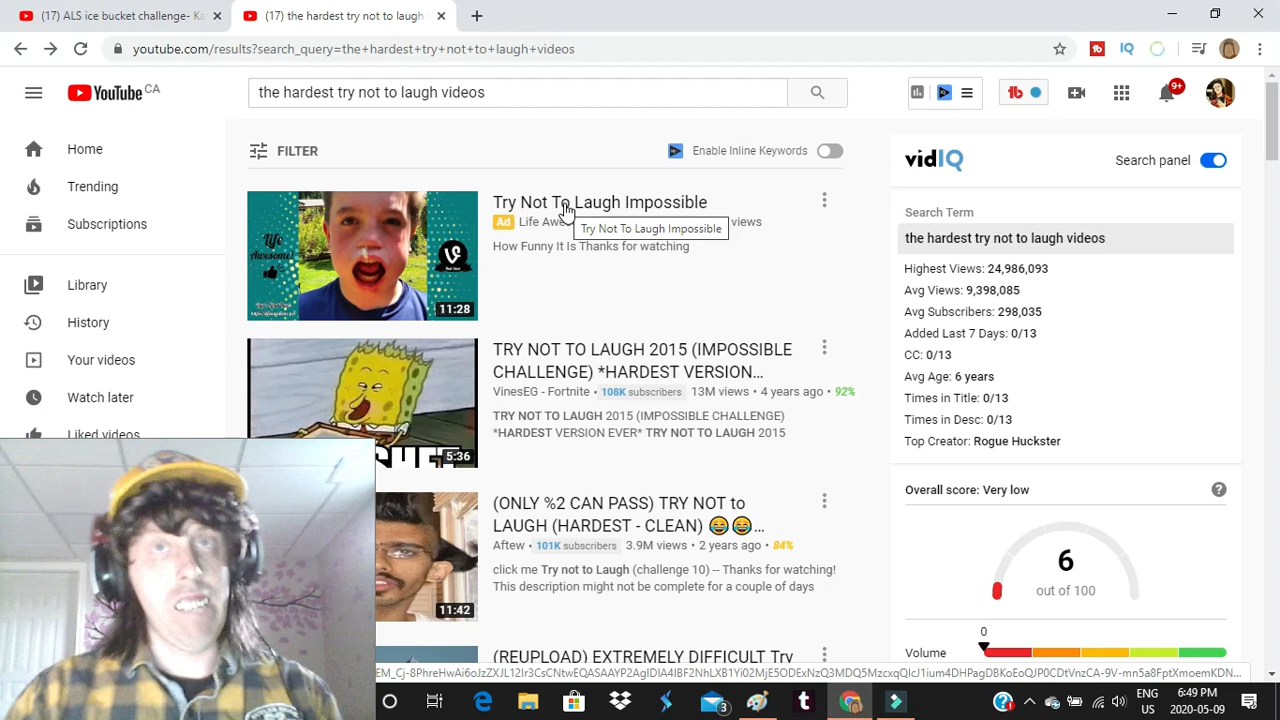 (17) ALS ice bucket challenge- Ka
(17) the hardest try not to laugh
youtube.com/results?search_query=the+hardest+try+not+to+laugh+videos
YouTube CA
the hardest try not to laugh videos
9+
Home
Trending
Subscriptions
Library
History
Your videos
Watch later
Liked videos
FILTER
Enable Inline Keywords
Life
Awesome!
11:28
Try Not To Laugh Impossible
Ad Life Awe views
Try Not To Laugh Impossible
How Funny It Is Thanks for watching
5:36
TRY NOT TO LAUGH 2015 (IMPOSSIBLE
CHALLENGE) *HARDEST VERSION...
VinesEG - Fortnite • 108K subscribers 13M views • 4 years ago • 92%
TRY NOT TO LAUGH 2015 (IMPOSSIBLE CHALLENGE)
*HARDEST VERSION EVER* TRY NOT TO LAUGH 2015
11:42
(ONLY %2 CAN PASS) TRY NOT to
LAUGH (HARDEST - CLEAN) 😂😂...
Aftew • 101K subscribers 3.9M views • 2 years ago • 84%
click me Try not to Laugh (challenge 10) -- Thanks for watching!
This description might not be complete for a couple of days
(REUPLOAD) EXTREMELY DIFFICULT Try
vidIQ
Search panel
Search Term
the hardest try not to laugh videos
Highest Views: 24,986,093
Avg Views: 9,398,085
Avg Subscribers: 298,035
Added Last 7 Days: 0/13
CC: 0/13
Avg Age: 6 years
Times in Title: 0/13
Times in Desc: 0/13
Top Creator: Rogue Huckster
Overall score: Very low
6
out of 100
0
Volume
3
ENG
US
6:49 PM
2020-05-09